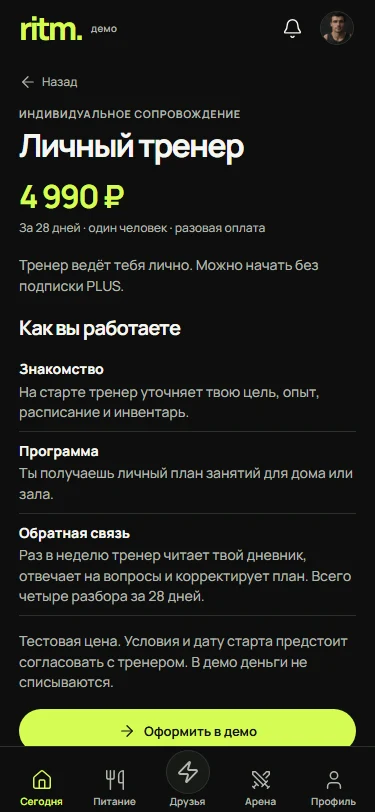 ritm. демо
Назад
ИНДИВИДУАЛЬНОЕ СОПРОВОЖДЕНИЕ
Личный тренер
4 990 ₽
За 28 дней · один человек · разовая оплата
Тренер ведёт тебя лично. Можно начать без
подписки PLUS.
Как вы работаете
Знакомство
На старте тренер уточняет твою цель, опыт,
расписание и инвентарь.
Программа
Ты получаешь личный план занятий для дома или
зала.
Обратная связь
Раз в неделю тренер читает твой дневник,
отвечает на вопросы и корректирует план. Всего
четыре разбора за 28 дней.
Тестовая цена. Условия и дату старта предстоит
согласовать с тренером. В демо деньги не
списываются.
Оформить в демо
Сегодня Питание Друзья Арена Профиль